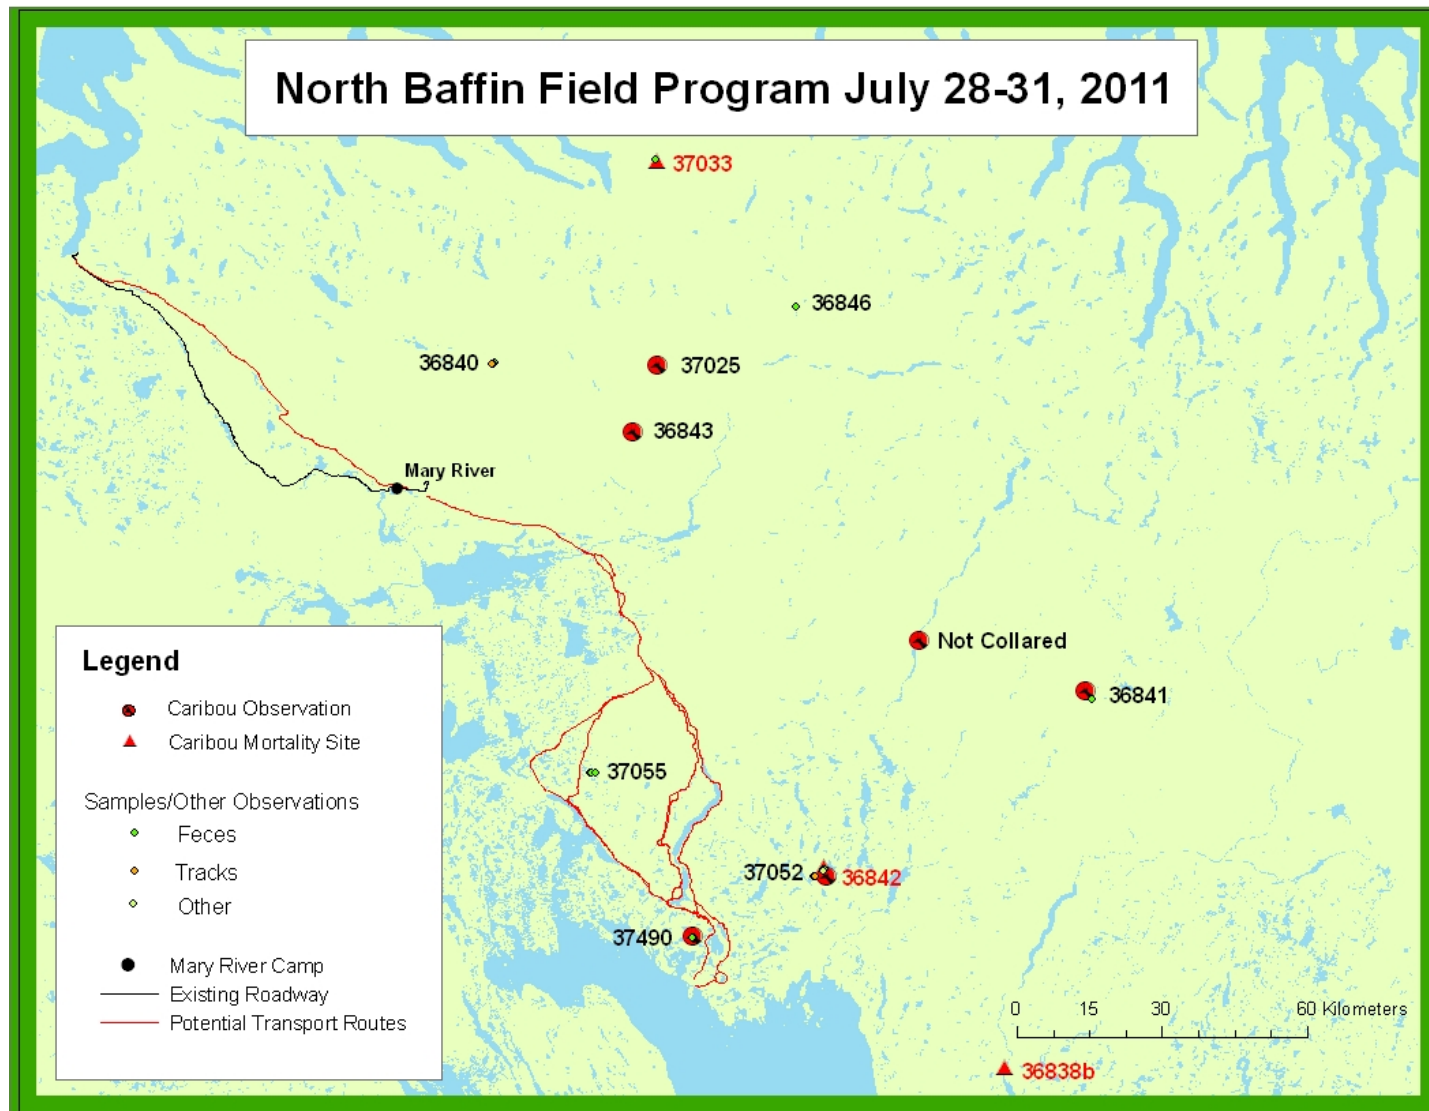 North Baffin Field Program July 28-31, 2011
37033
36846
36840
37025
36843
Mary River
Not Collared
36841
37055
37052
36842
37490
Legend
Caribou Observation
Caribou Mortality Site
Samples/Other Observations
Feces
Tracks
Other
Mary River Camp
Existing Roadway
Potential Transport Routes
0 15 30 60 Kilometers
36838b